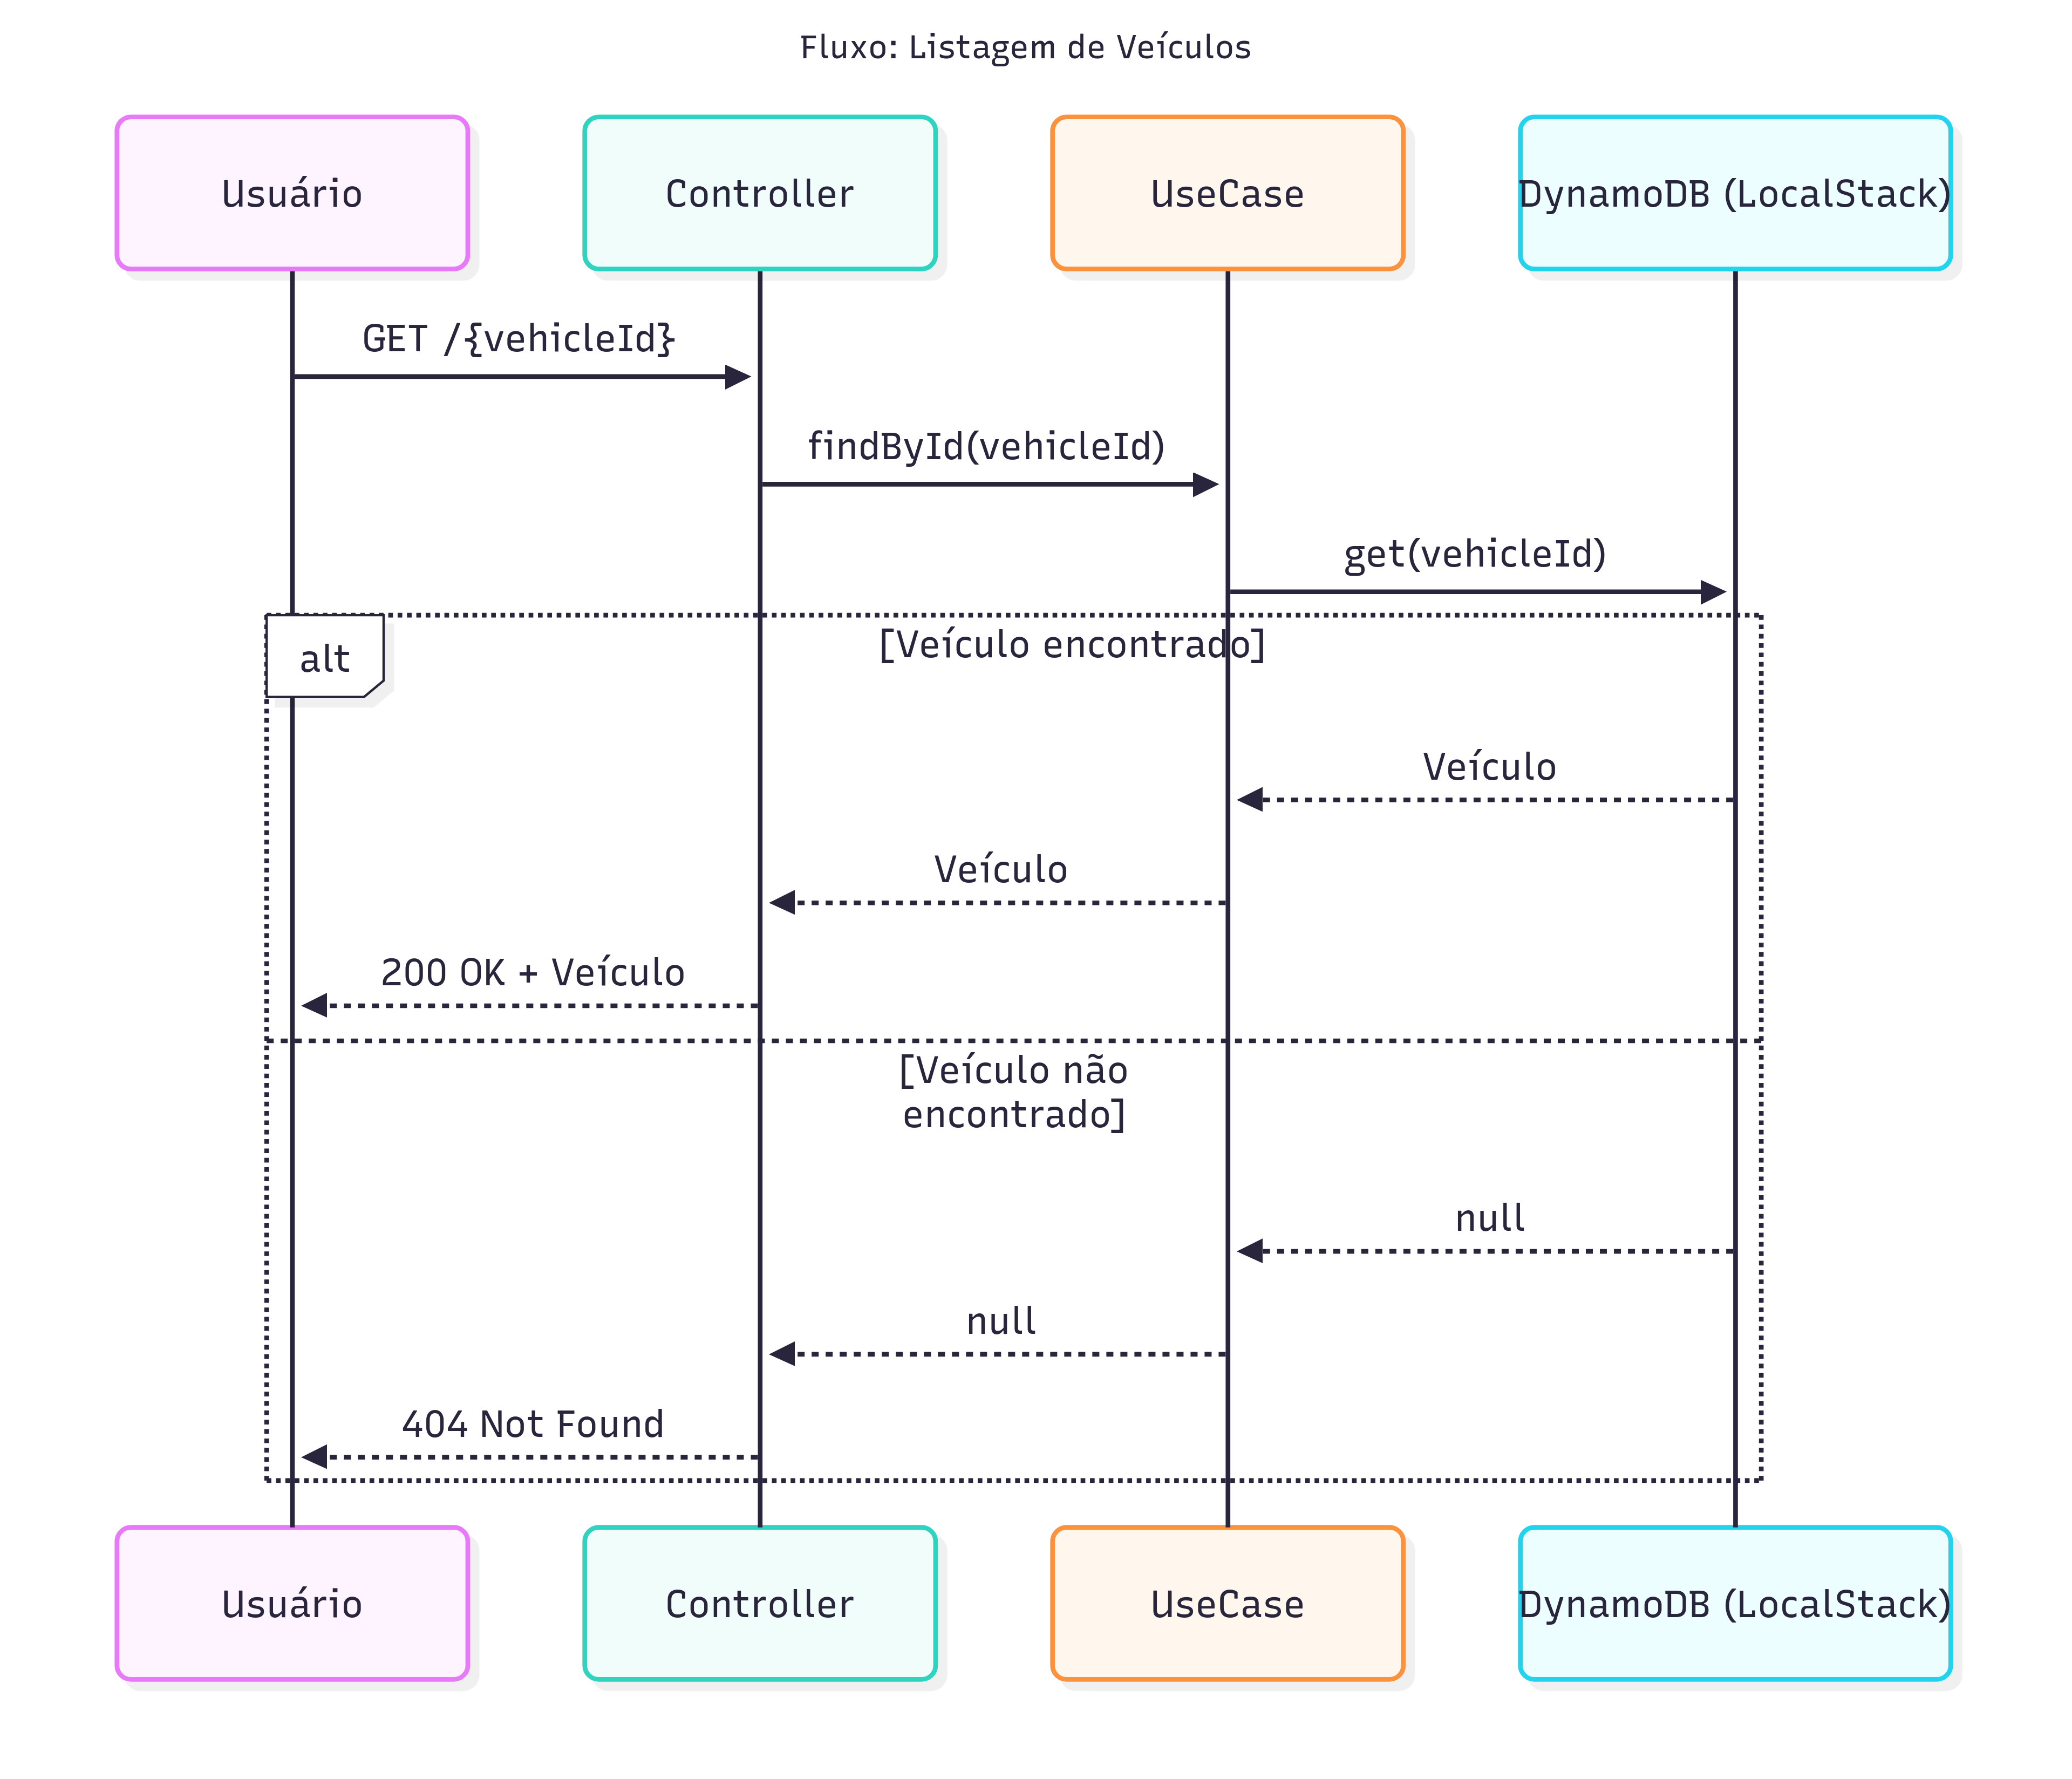 Fluxo: Listagem de Veículos
Usuário
Controller
UseCase
DynamoDB (LocalStack)
GET /{vehicleId}
findById(vehicleId)
get(vehicleId)
alt
[Veículo encontrado]
Veículo
Veículo
200 OK + Veículo
[Veículo não
encontrado]
null
null
404 Not Found
Usuário
Controller
UseCase
DynamoDB (LocalStack)